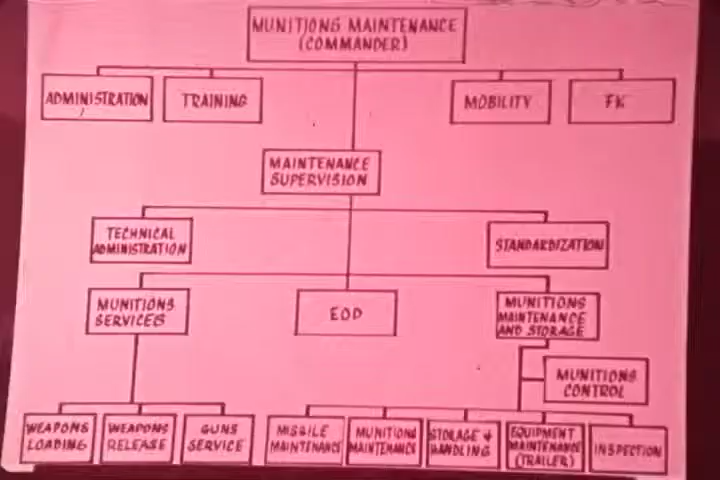 MUNITIONS MAINTENANCE
(COMMANDER)
ADMINISTRATION
TRAINING
MOBILITY
MAINTENANCE
SUPERVISION
TECHNICAL
ADMINISTRATION
STANDARDIZATION
MUNITIONS
SERVICES
EOD
MUNITIONS
MAINTENANCE
AND STORAGE
MUNITIONS
CONTROL
WEAPONS
LOADING
WEAPONS
RELEASE
GUNS
SERVICE
MISSILE
MAINTENANCE
MUNITIONS
MAINTENANCE
STORAGE &
HANDLING
EQUIPMENT
MAINTENANCE
(TRAILER)
INSPECTION